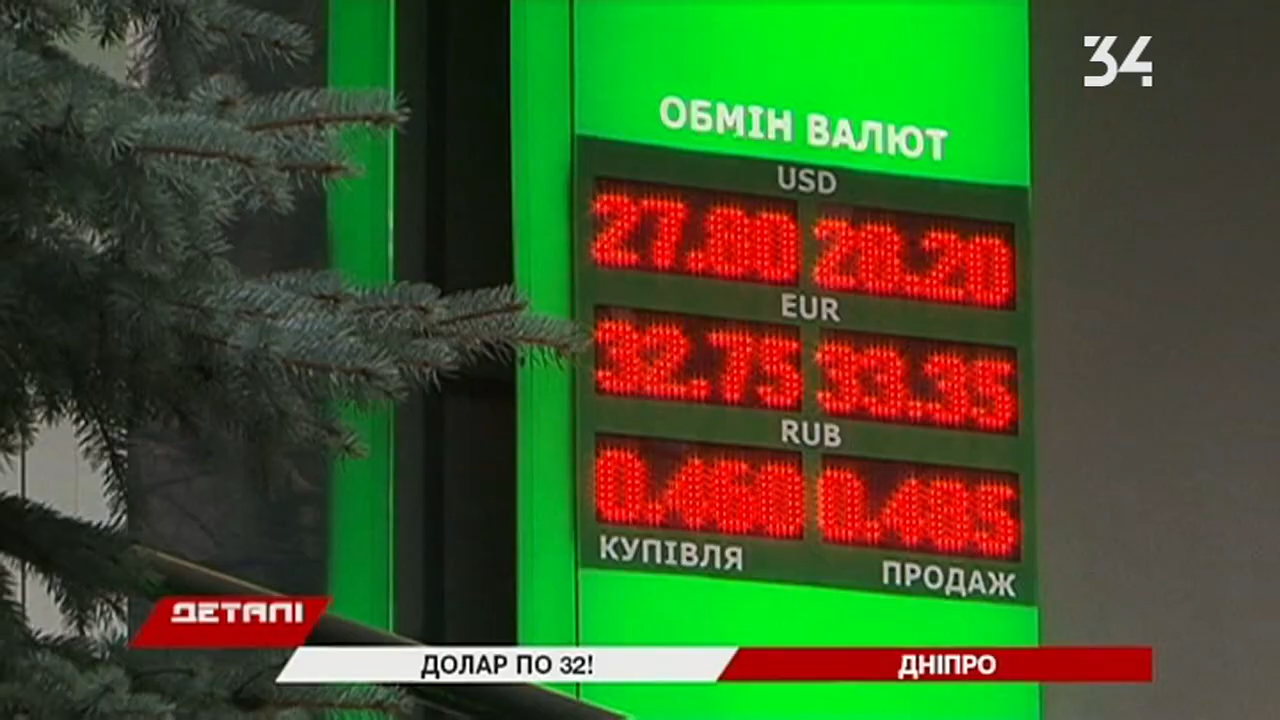 34
ОБМІН ВАЛЮТ
USD
27.80 28.20
EUR
32.75 33.35
RUB
0.460 0.485
КУПІВЛЯ ПРОДАЖ
ДЕТАЛІ
ДОЛАР ПО 32! ДНІПРО